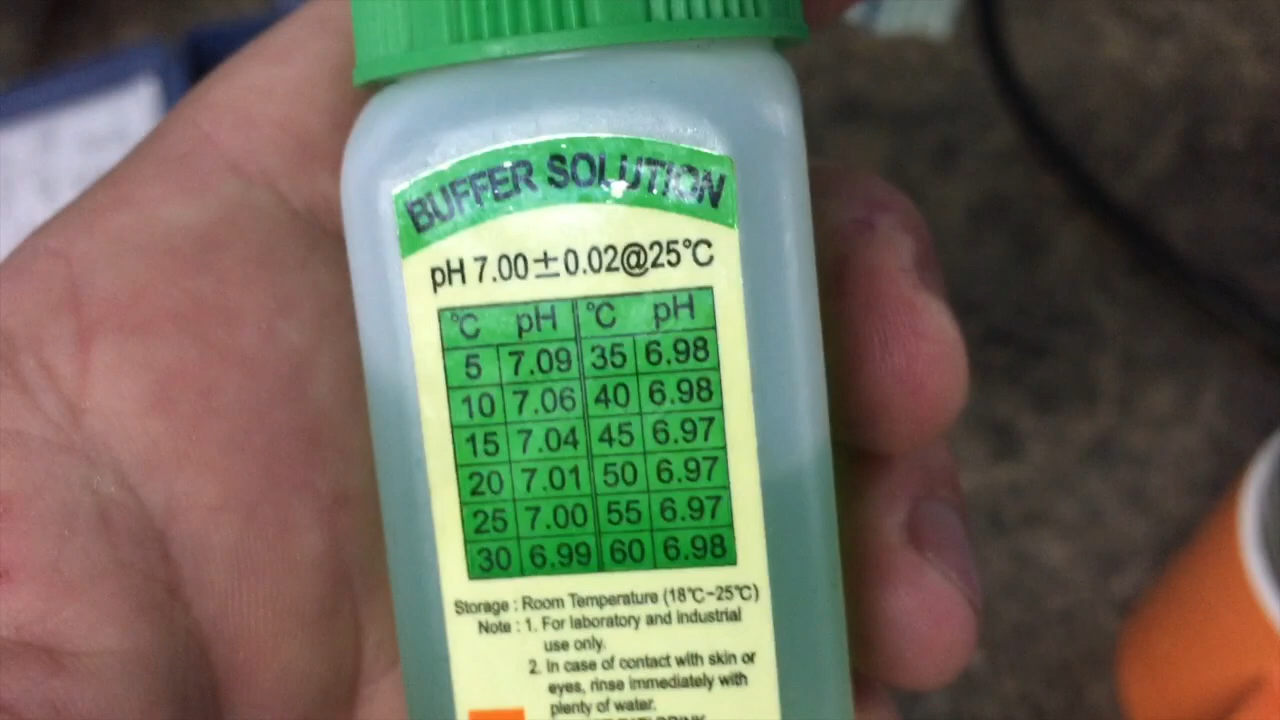 BUFFER SOLUTION
pH 7.00±0.02@25℃
℃ pH ℃ pH
5 7.09 35 6.98
10 7.06 40 6.98
15 7.04 45 6.97
20 7.01 50 6.97
25 7.00 55 6.97
30 6.99 60 6.98
Storage : Room Temperature (18℃~25℃)
Note : 1. For laboratory and industrial
use only.
2. In case of contact with skin or
eyes, rinse immediately with
plenty of water.